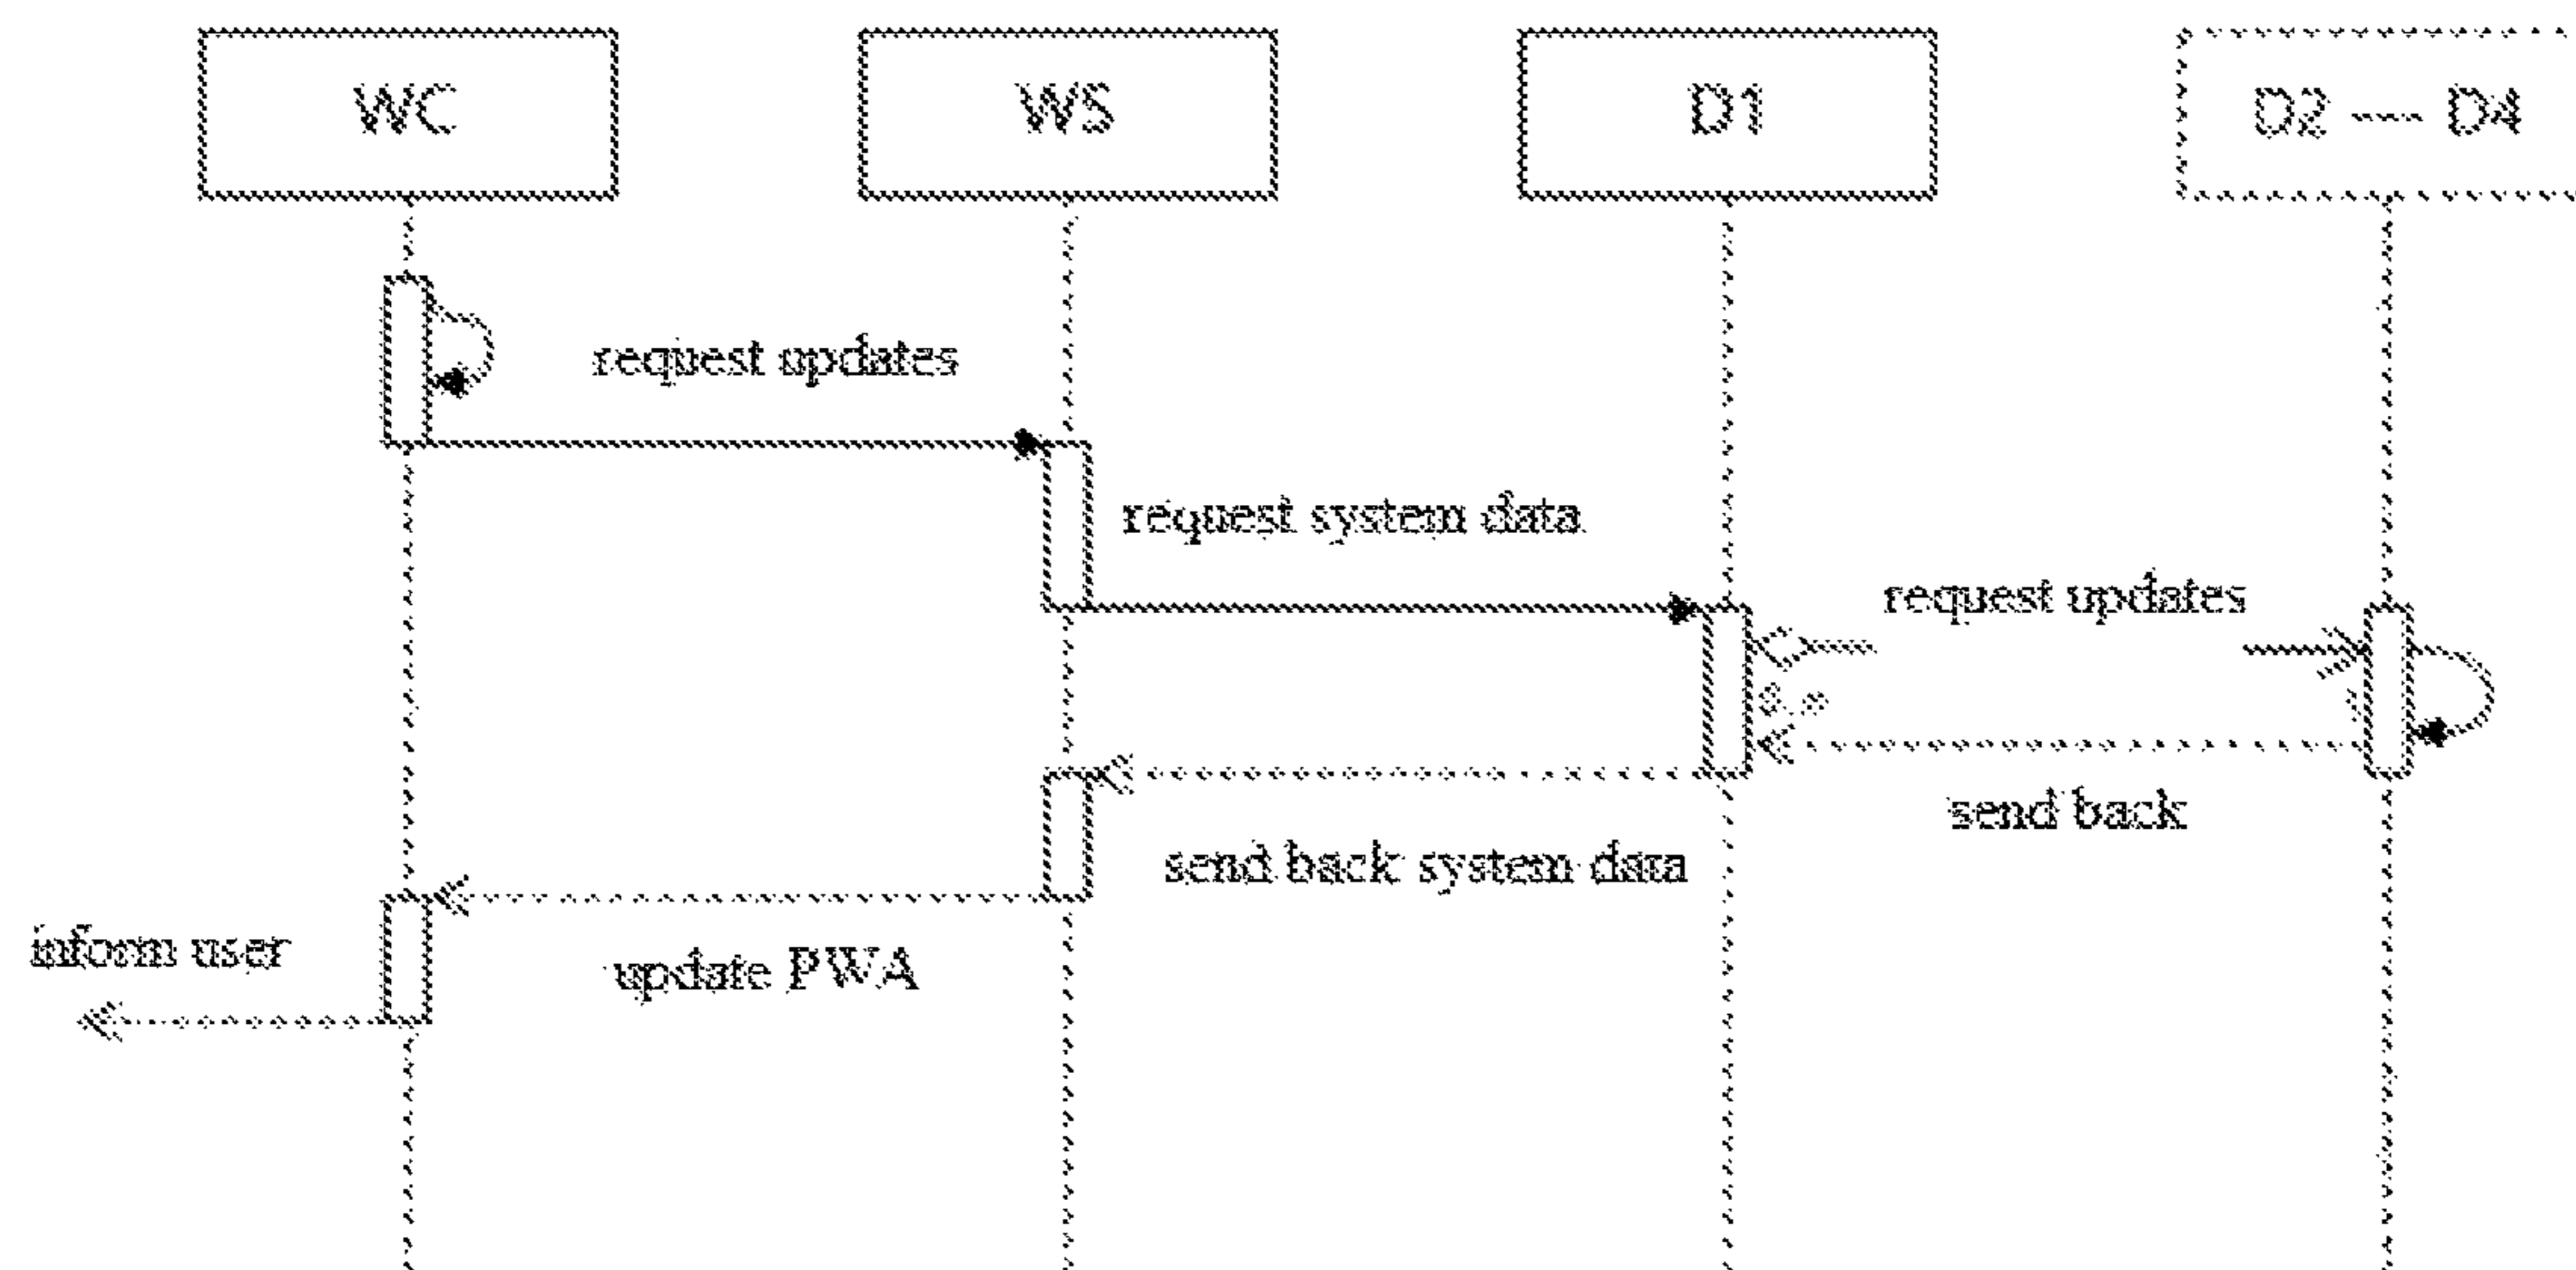 WC
WS
D1
D2 --- D4
request updates
request system data
request updates
send back
send back system data
inform user
update PWA